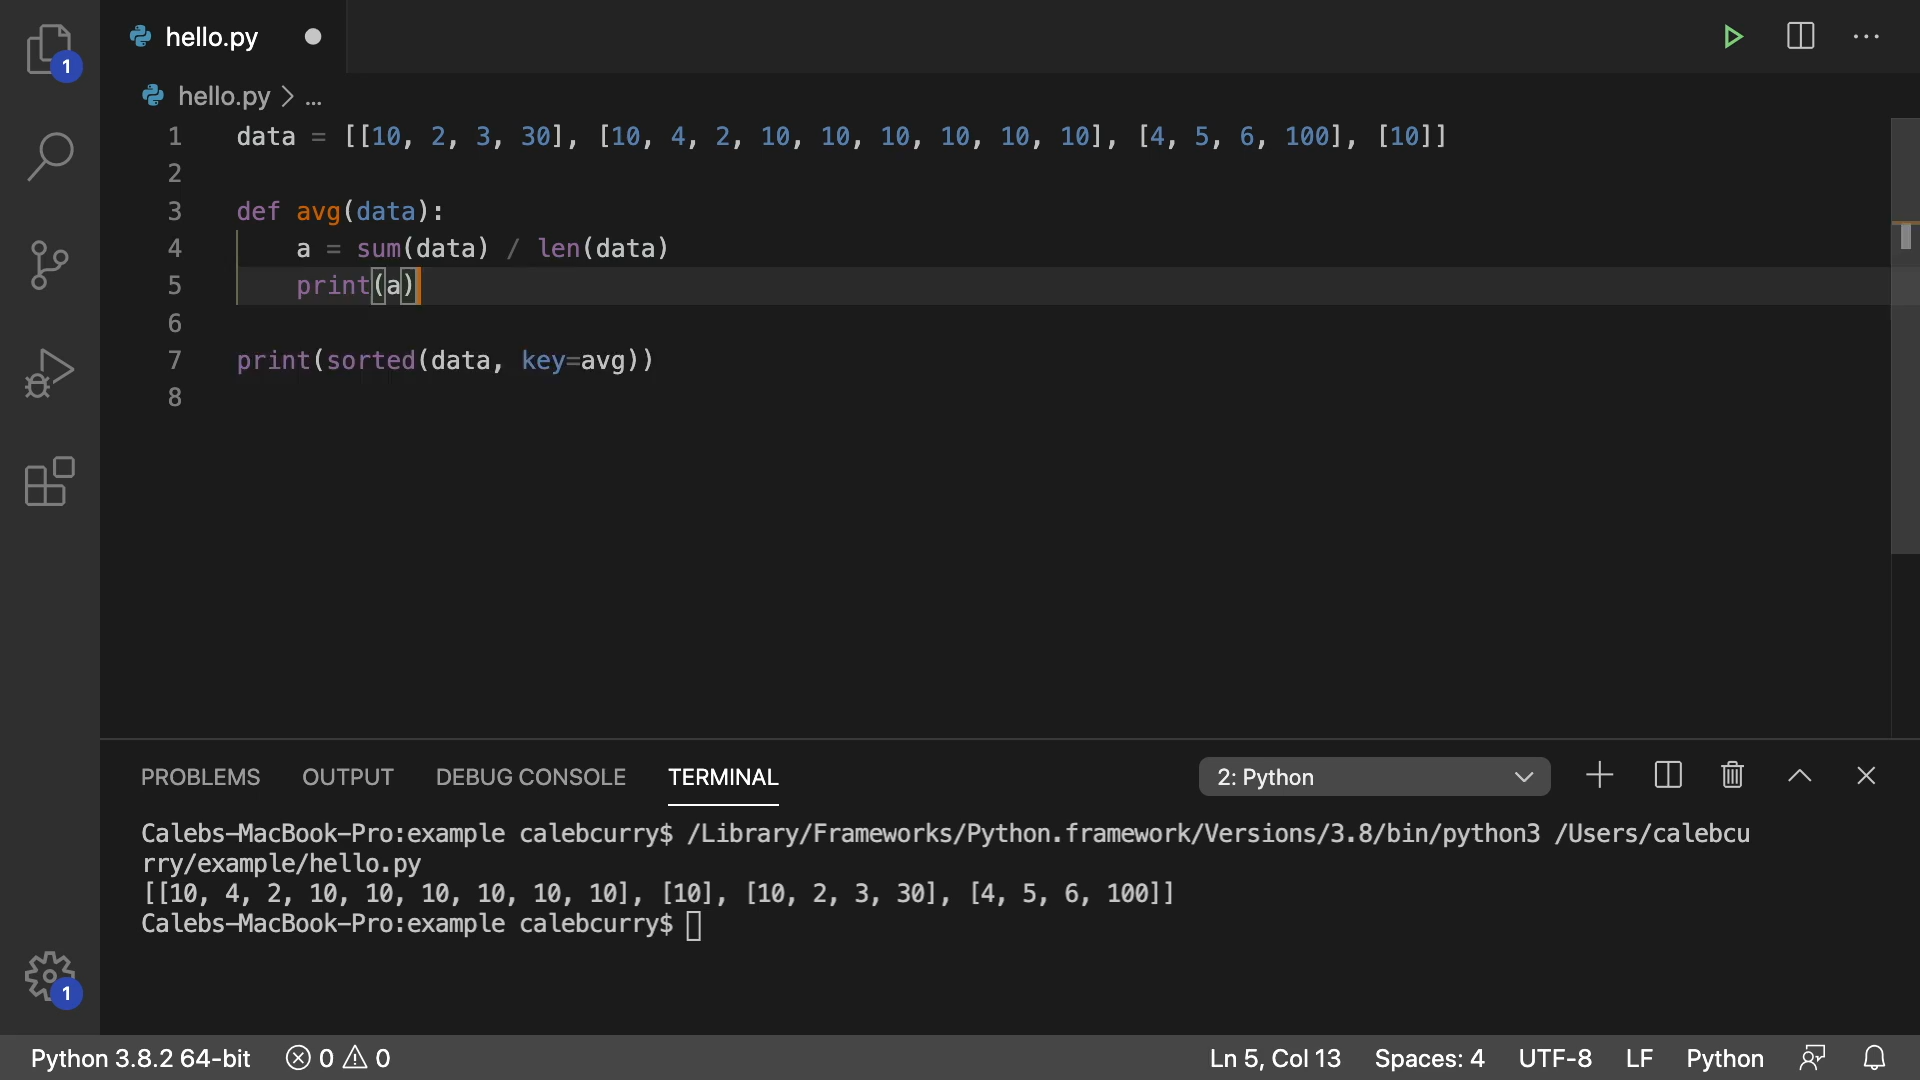 hello.py
1
hello.py > ...
1 data = [[10, 2, 3, 30], [10, 4, 2, 10, 10, 10, 10, 10, 10], [4, 5, 6, 100], [10]]
2
3 def avg(data):
4     a = sum(data) / len(data)
5     print(a)
6
7 print(sorted(data, key=avg))
8
PROBLEMS OUTPUT DEBUG CONSOLE TERMINAL 2: Python
Calebs-MacBook-Pro:example calebcurry$ /Library/Frameworks/Python.framework/Versions/3.8/bin/python3 /Users/calebcu
rry/example/hello.py
[[10, 4, 2, 10, 10, 10, 10, 10, 10], [10], [10, 2, 3, 30], [4, 5, 6, 100]]
Calebs-MacBook-Pro:example calebcurry$
1
Python 3.8.2 64-bit 0 0 Ln 5, Col 13 Spaces: 4 UTF-8 LF Python